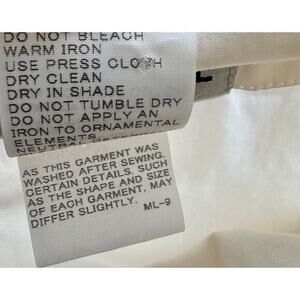 DO NOT BLEACH
WARM IRON
USE PRESS CLOTH
DRY CLEAN
DRY IN SHADE
DO NOT TUMBLE DRY
DO NOT APPLY AN
IRON TO ORNAMENTAL
ELEMENTS
NEUTRAL
L
AS THIS GARMENT WAS
WASHED AFTER SEWING.
CERTAIN DETAILS, SUCH
AS THE SHAPE AND SIZE
OF EACH GARMENT, MAY
DIFFER SLIGHTLY.
ML-9